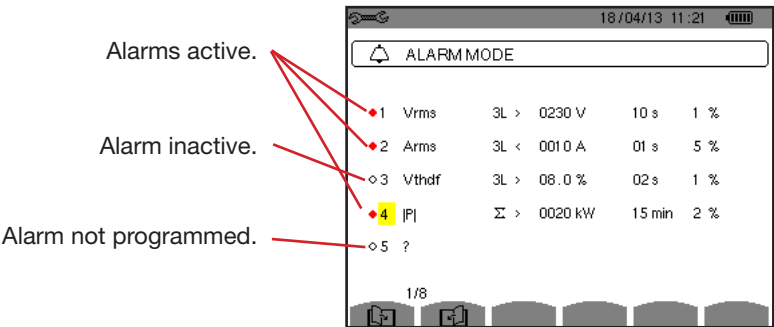 18/04/13 11:21
ALARM MODE
Alarms active.
1 Vrms 3L > 0230 V 10 s 1 %
2 Arms 3L < 0010 A 01 s 5 %
Alarm inactive.
3 Vthdf 3L > 08.0 % 02 s 1 %
4 |P| Σ > 0020 kW 15 min 2 %
Alarm not programmed.
5 ?
1/8